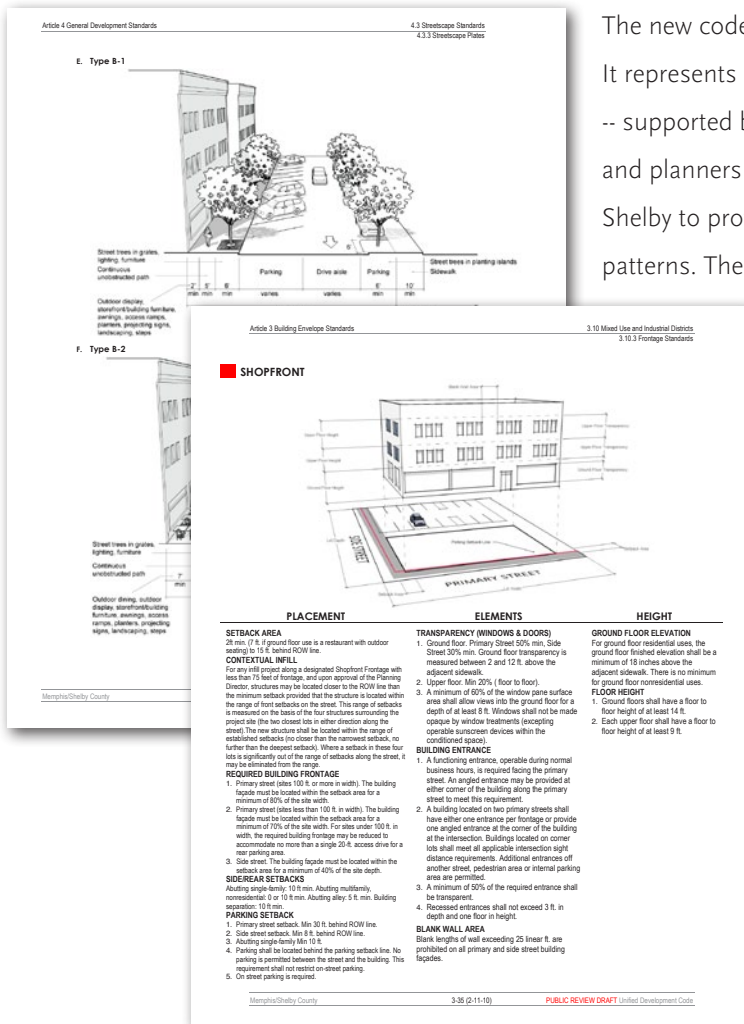 The new code
It represents
-- supported b
and planners
Shelby to pro
patterns. The
Article 4 General Development Standards
4.3 Streetscape Standards
4.3.3 Streetscape Plates
E. Type B-1
Street trees in grates,
lighting, furniture
Continuous
unobstructed path
Outdoor display,
storefront/building furniture,
awnings, access ramps,
planters, projecting signs,
landscaping, steps
2' 5' 6'
min min min
Parking
varies
Drive aisle
varies
Parking
6'
min
10'
min
Street trees in planting islands
Sidewalk
F. Type B-2
Street trees in grates,
lighting, furniture
Continuous
unobstructed path
7'
min
Outdoor dining, outdoor
display, storefront/building
furniture, awnings, access
ramps, planters, projecting
signs, landscaping, steps
Memphis/Shelby County
Article 3 Building Envelope Standards
3.10 Mixed Use and Industrial Districts
3.10.3 Frontage Standards
SHOPFRONT
Upper Floor Height
Upper Floor Height
Ground Floor Height
Upper Floor Transparency
Upper Floor Transparency
Ground Floor Transparency
SIDE STREET
Parking Setback Line
PRIMARY STREET
PLACEMENT
SETBACK AREA
2ft min. (7 ft. if ground floor use is a restaurant with outdoor
seating) to 15 ft. behind ROW line.
CONTEXTUAL INFILL
For any infill project along a designated Shopfront Frontage with
less than 75 feet of frontage, and upon approval of the Planning
Director, structures may be located closer to the ROW line than
the minimum setback provided that the structure is located within
the range of front setbacks on the street. This range of setbacks
is measured on the basis of the four structures surrounding the
project site (the two closest lots in either direction along the
street).The new structure shall be located within the range of
established setbacks (no closer than the narrowest setback, no
further than the deepest setback). Where a setback in these four
lots is significantly out of the range of setbacks along the street, it
may be eliminated from the range.
REQUIRED BUILDING FRONTAGE
1. Primary street (sites 100 ft. or more in width). The building
façade must be located within the setback area for a
minimum of 80% of the site width.
2. Primary street (sites less than 100 ft. in width). The building
façade must be located within the setback area for a
minimum of 70% of the site width. For sites under 100 ft. in
width, the required building frontage may be reduced to
accommodate no more than a single 20-ft. access drive for a
rear parking area.
3. Side street. The building façade must be located within the
setback area for a minimum of 40% of the site depth.
SIDE/REAR SETBACKS
Abutting single-family: 10 ft min. Abutting multifamily,
nonresidential: 0 or 10 ft min. Abutting alley: 5 ft. min. Building
separation: 10 ft min.
PARKING SETBACK
1. Primary street setback. Min 30 ft. behind ROW line.
2. Side street setback. Min 8 ft. behind ROW line.
3. Abutting single-family Min 10 ft.
4. Parking shall be located behind the parking setback line. No
parking is permitted between the street and the building. This
requirement shall not restrict on-street parking.
5. On street parking is required.
ELEMENTS
TRANSPARENCY (WINDOWS & DOORS)
1. Ground floor. Primary Street 50% min, Side
Street 30% min. Ground floor transparency is
measured between 2 and 12 ft. above the
adjacent sidewalk.
2. Upper floor. Min 20% ( floor to floor).
3. A minimum of 60% of the window pane surface
area shall allow views into the ground floor for a
depth of at least 8 ft. Windows shall not be made
opaque by window treatments (excepting
operable sunscreen devices within the
conditioned space).
BUILDING ENTRANCE
1. A functioning entrance, operable during normal
business hours, is required facing the primary
street. An angled entrance may be provided at
either corner of the building along the primary
street to meet this requirement.
2. A building located on two primary streets shall
have either one entrance per frontage or provide
one angled entrance at the corner of the building
at the intersection. Buildings located on corner
lots shall meet all applicable intersection sight
distance requirements. Additional entrances off
another street, pedestrian area or internal parking
area are permitted.
3. A minimum of 50% of the required entrance shall
be transparent.
4. Recessed entrances shall not exceed 3 ft. in
depth and one floor in height.
BLANK WALL AREA
Blank lengths of wall exceeding 25 linear ft. are
prohibited on all primary and side street building
façades.
HEIGHT
GROUND FLOOR ELEVATION
For ground floor residential uses, the
ground floor finished elevation shall be a
minimum of 18 inches above the
adjacent sidewalk. There is no minimum
for ground floor nonresidential uses.
FLOOR HEIGHT
1. Ground floors shall have a floor to
floor height of at least 14 ft.
2. Each upper floor shall have a floor to
floor height of at least 9 ft.
Memphis/Shelby County
3-35 (2-11-10)
PUBLIC REVIEW DRAFT Unified Development Code